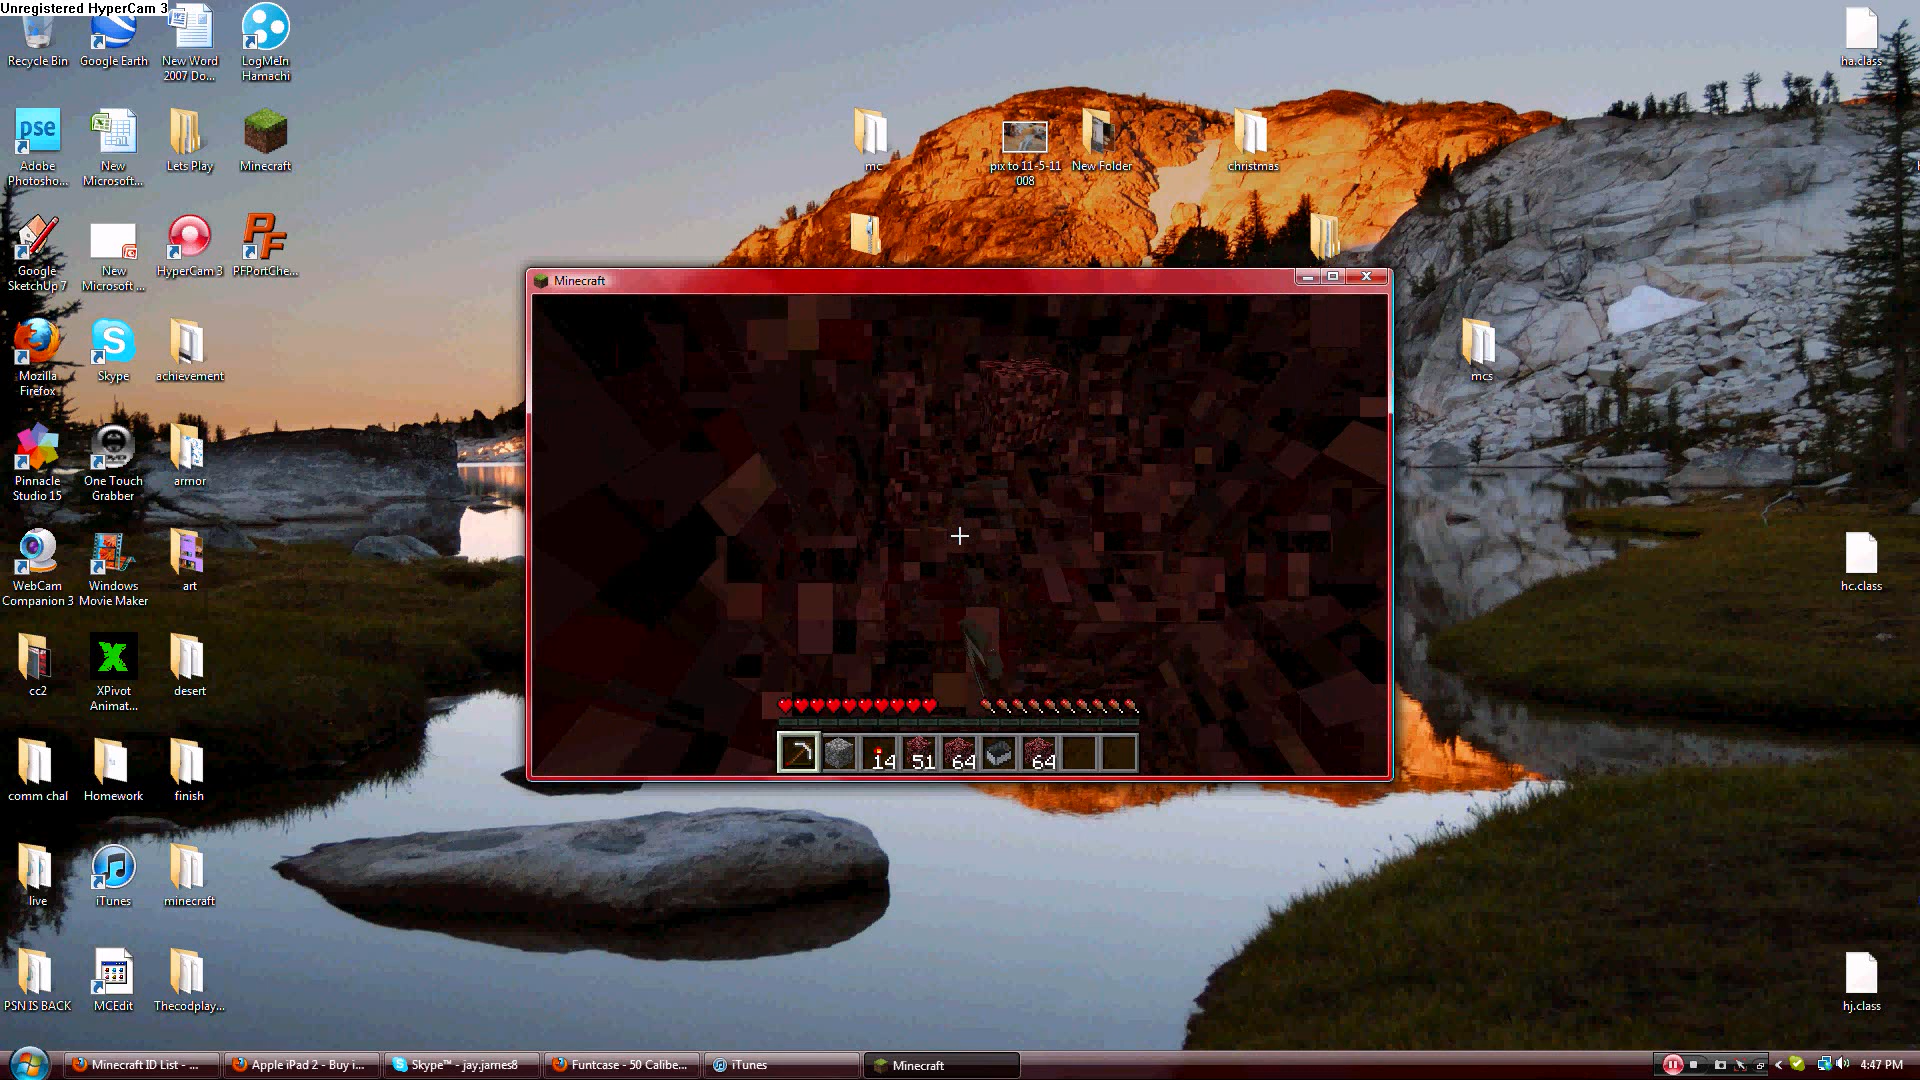 Unregistered HyperCam 3
Recycle Bin
Google Earth
New Word
2007 Do...
LogMeIn
Hamachi
ha.class
pse
Adobe
Photosho...
New
Microsoft...
Lets Play
Minecraft
mc
pix to 11-5-11
008
New Folder
christmas
Google
SketchUp 7
New
Microsoft ...
HyperCam 3
PF
PFPortChe...
Minecraft
Mozilla
Firefox
Skype
achievement
mcs
Pinnacle
Studio 15
One Touch
Grabber
armor
WebCam
Companion 3
Windows
Movie Maker
art
hc.class
cc2
XPivot
Animat...
desert
14
51
64
64
comm chal
Homework
finish
live
iTunes
minecraft
PSN IS BACK
MCEdit
Thecodplay...
hj.class
Minecraft ID List - ...
Apple iPad 2 - Buy i...
Skype™ - jay.james8
Funtcase - 50 Calibe...
iTunes
Minecraft
4:47 PM